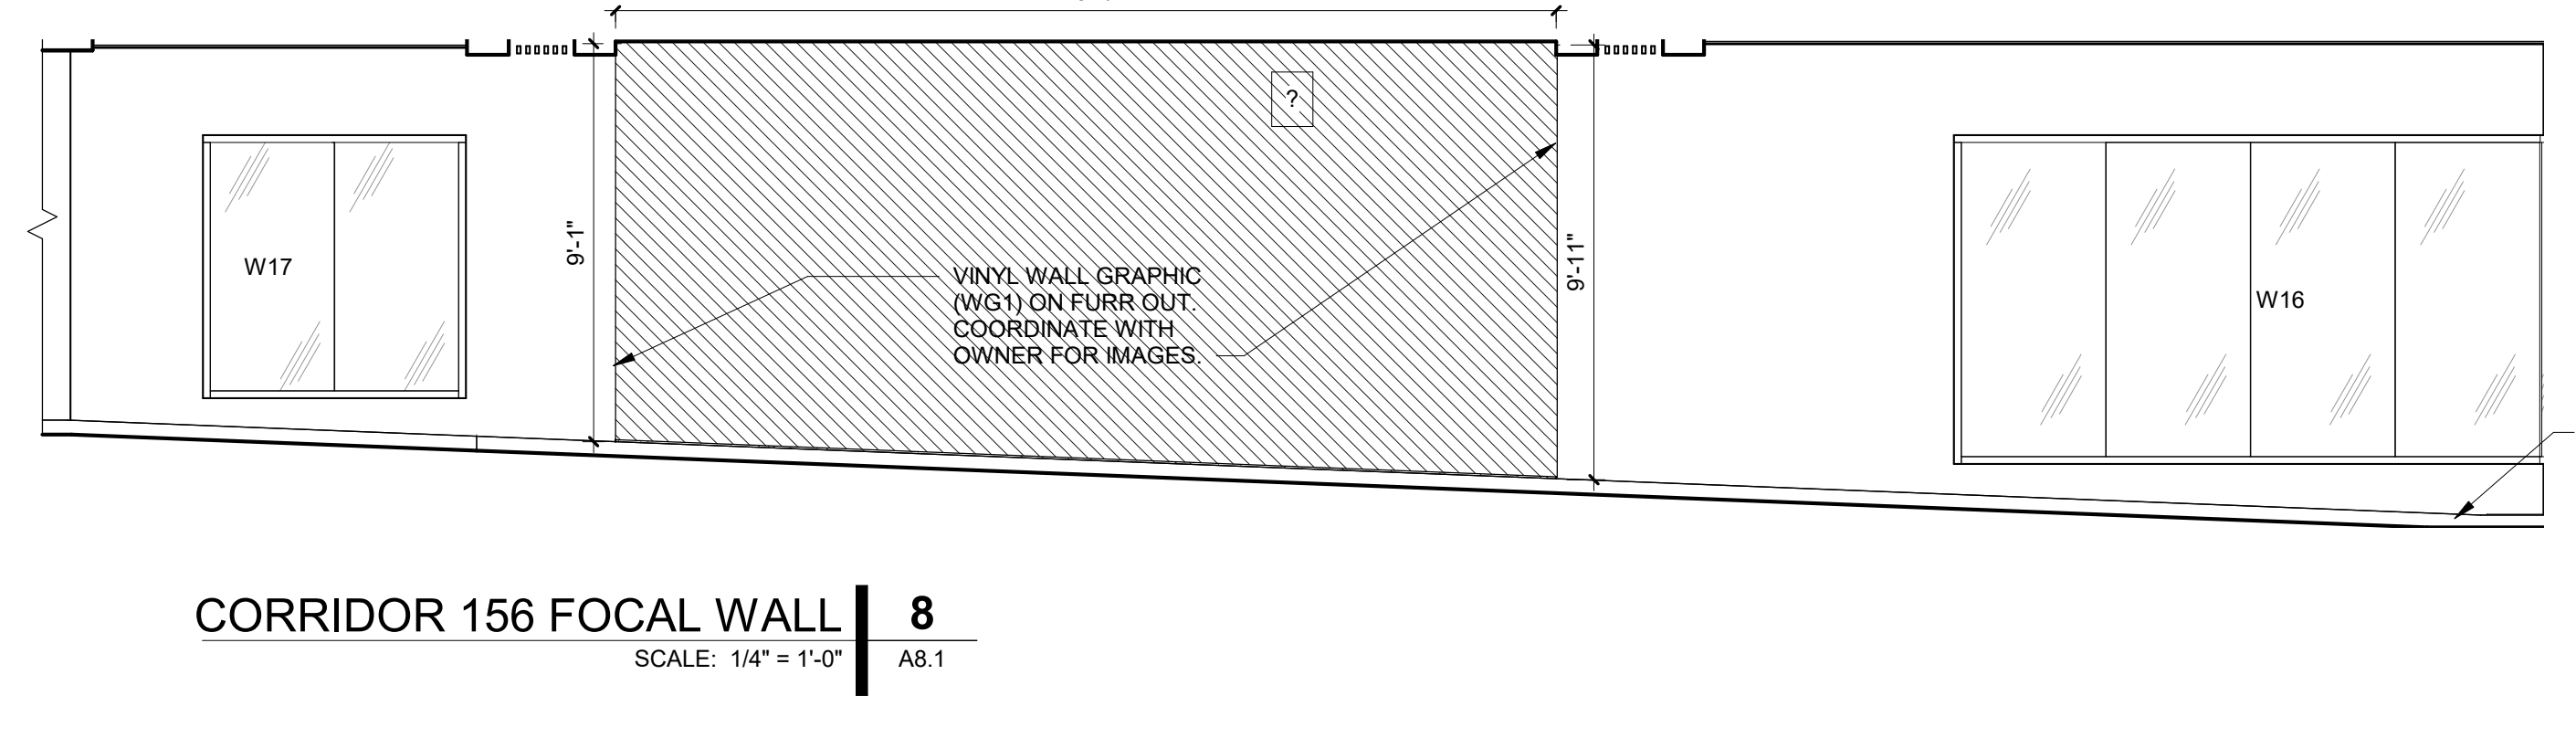 ?
9'-1"
9'-11"
W17
VINYL WALL GRAPHIC
(WG1) ON FURR OUT.
COORDINATE WITH
OWNER FOR IMAGES.
W16
CORRIDOR 156 FOCAL WALL
8
SCALE: 1/4" = 1'-0"
A8.1